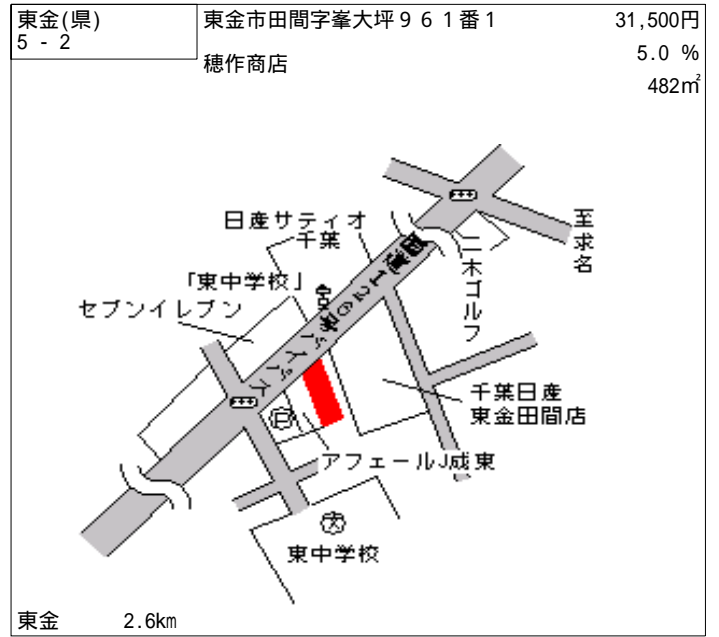 東金(県)
5 - 2
東金市田間字峯大坪９６１番１
31,500円
穂作商店
5.0 %
482㎡
至求名
日産サティオ
千葉
二木ゴルフ
「東中学校」
セブンイレブン
国道126号バイパス
千葉日産
東金田間店
アフェールJ成東
東中学校
東金 2.6km